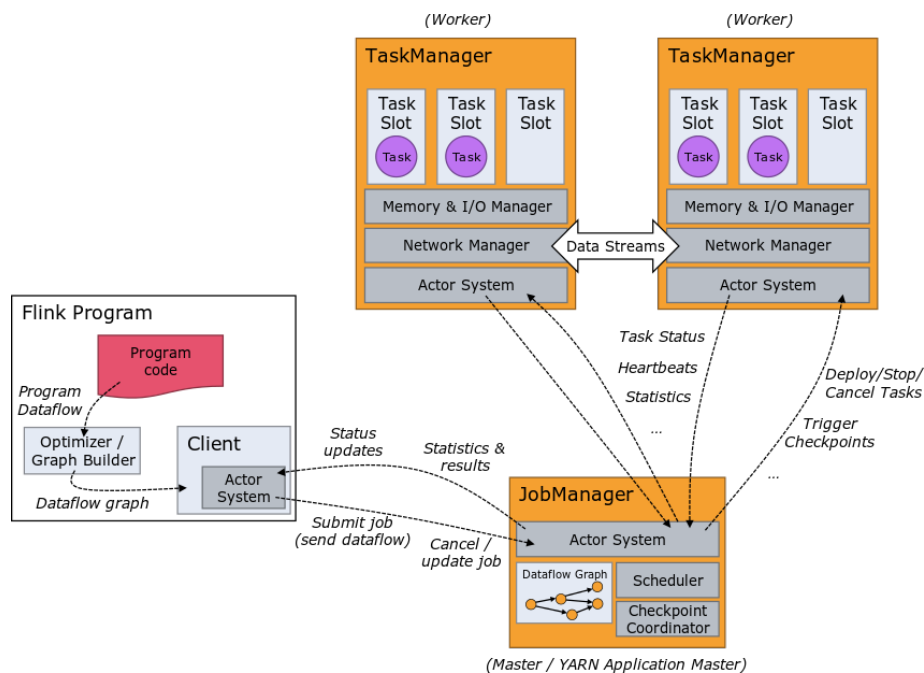 (Worker)
TaskManager
Task
Slot
Task
Task
Slot
Task
Task
Slot
Memory & I/O Manager
Network Manager
Actor System
(Worker)
TaskManager
Task
Slot
Task
Task
Slot
Task
Task
Slot
Memory & I/O Manager
Network Manager
Actor System
Data Streams
Flink Program
Program
code
Program
Dataflow
Optimizer /
Graph Builder
Dataflow graph
Client
Actor
System
Status
updates
Statistics &
results
Submit job
(send dataflow)
Cancel /
update job
Task Status
Heartbeats
Statistics
...
Deploy/Stop/
Cancel Tasks
Trigger
Checkpoints
...
JobManager
Actor System
Dataflow Graph
Scheduler
Checkpoint
Coordinator
(Master / YARN Application Master)